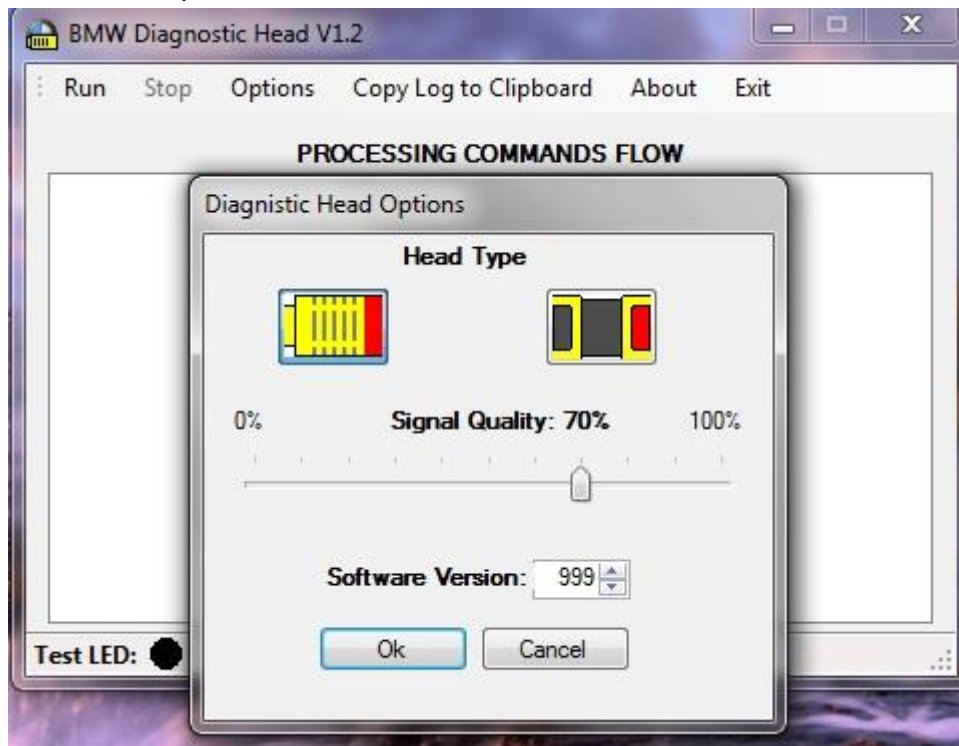 BMW Diagnostic Head V1.2
Run Stop Options Copy Log to Clipboard About Exit
PROCESSING COMMANDS FLOW
Diagnistic Head Options
Head Type
0% Signal Quality: 70% 100%
Software Version: 999
Ok Cancel
Test LED: